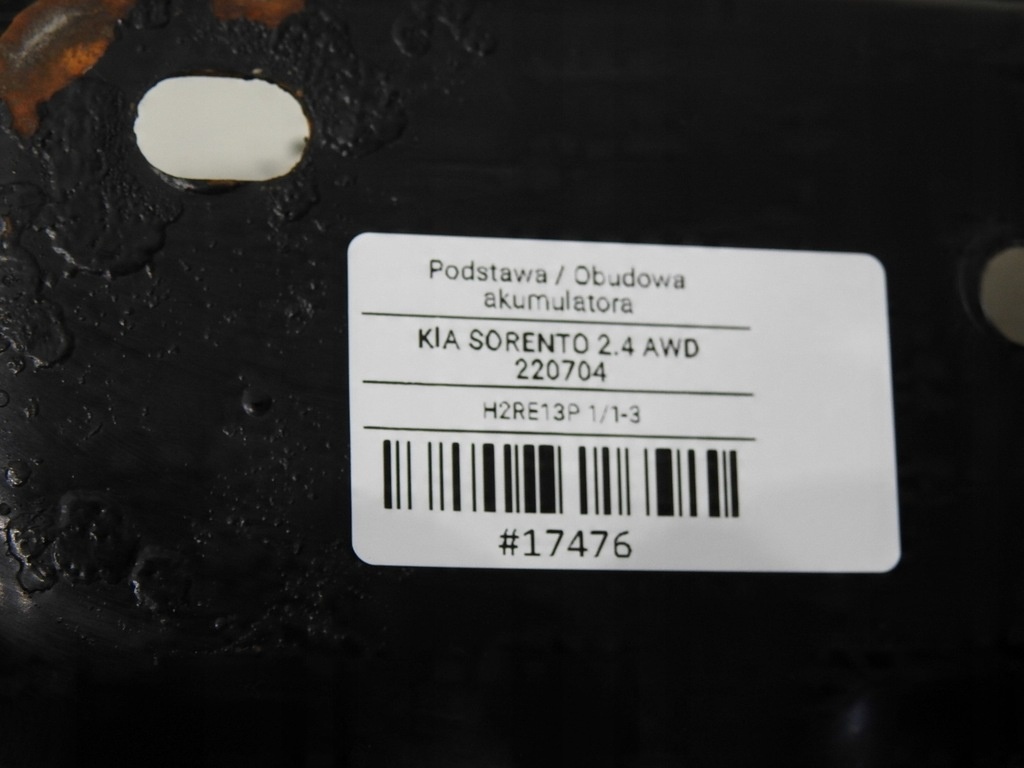 Podstawa / Obudowa
akumulatora
KIA SORENTO 2.4 AWD
220704
H2RE13P 1/1-3
#17476